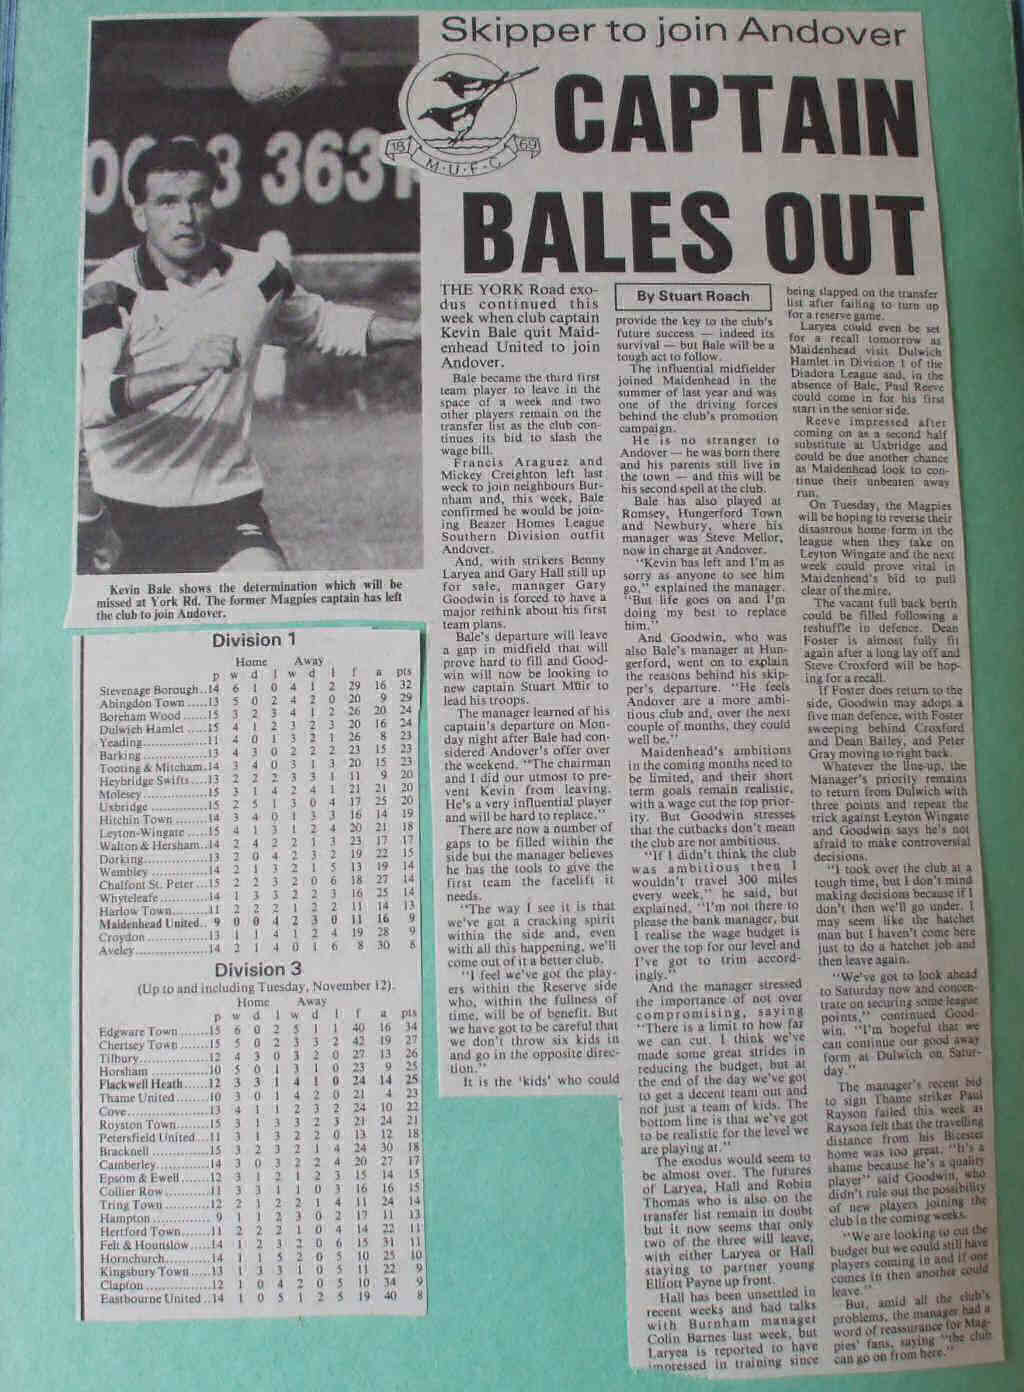 Skipper to join Andover
CAPTAIN
BALES OUT
18 69
M·U·F·C
0 3 3631
Kevin Bale shows the determination which will be
missed at York Rd. The former Magpies captain has left
the club to join Andover.
By Stuart Roach
THE YORK Road exo-
dus continued this
week when club captain
Kevin Bale quit Maid-
enhead United to join
Andover.
Bale became the third first
team player to leave in the
space of a week and two
other players remain on the
transfer list as the club con-
tinues its bid to slash the
wage bill.
Francis Araguez and
Mickey Creighton left last
week to join neighbours Bur-
nham and, this week, Bale
confirmed he would be join-
ing Beazer Homes League
Southern Division outfit
Andover.
And, with strikers Benny
Laryea and Gary Hall still up
for sale, manager Gary
Goodwin is forced to have a
major rethink about his first
team plans.
Bale's departure will leave
a gap in midfield that will
prove hard to fill and Good-
win will now be looking to
new captain Stuart Muir to
lead his troops.
The manager learned of his
captain's departure on Mon-
day night after Bale had con-
sidered Andover's offer over
the weekend. "The chairman
and I did our utmost to pre-
vent Kevin from leaving.
He's a very influential player
and will be hard to replace."
There are now a number of
gaps to be filled within the
side but the manager believes
he has the tools to give the
first team the facelift it
needs.
"The way I see it is that
we've got a cracking spirit
within the side and, even
with all this happening, we'll
come out of it a better club.
"I feel we've got the play-
ers within the Reserve side
who, within the fullness of
time, will be of benefit. But
we have got to be careful that
we don't throw six kids in
and go in the opposite direc-
tion."
It is the 'kids' who could
provide the key to the club's
future success — indeed its
survival — but Bale will be a
tough act to follow.
The influential midfielder
joined Maidenhead in the
summer of last year and was
one of the driving forces
behind the club's promotion
campaign.
He is no stranger to
Andover — he was born there
and his parents still live in
the town — and this will be
his second spell at the club.
Bale has also played at
Romsey, Hungerford Town
and Newbury, where his
manager was Steve Mellor,
now in charge at Andover.
"Kevin has left and I'm as
sorry as anyone to see him
go," explained the manager.
"But life goes on and I'm
doing my best to replace
him."
And Goodwin, who was
also Bale's manager at Hun-
gerford, went on to explain
the reasons behind his skip-
per's departure. "He feels
Andover are a more ambi-
tious club and, over the next
couple of months, they could
well be."
Maidenhead's ambitions
in the coming months need to
be limited, and their short
term goals remain realistic,
with a wage cut the top prior-
ity. But Goodwin stresses
that the cutbacks don't mean
the club are not ambitious.
"If I didn't think the club
was ambitious then I
wouldn't travel 300 miles
every week," he said, but
explained, "I'm not there to
please the bank manager, but
I realise the wage budget is
over the top for our level and
I've got to trim accord-
ingly."
And the manager stressed
the importance of not over
compromising, saying
"There is a limit to how far
we can cut. I think we've
made some great strides in
reducing the budget, but at
the end of the day we've got
to get a decent team out and
not just a team of kids. The
bottom line is that we've got
to be realistic for the level we
are playing at."
The exodus would seem to
be almost over. The futures
of Laryea, Hall and Robin
Thomas who is also on the
transfer list remain in doubt
but it now seems that only
two of the three will leave,
with either Laryea or Hall
staying to partner young
Elliott Payne up front.
Hall has been unsettled in
recent weeks and had talks
with Burnham manager
Colin Barnes last week, but
Laryea is reported to have
impressed in training since
being slapped on the transfer
list after failing to turn up
for a reserve game.
Laryea could even be set
for a recall tomorrow as
Maidenhead visit Dulwich
Hamlet in Division 1 of the
Diadora League and, in the
absence of Bale, Paul Reeve
could come in for his first
start in the senior side.
Reeve impressed after
coming on as a second half
substitute at Uxbridge and
could be due another chance
as Maidenhead look to con-
tinue their unbeaten away
run.
On Tuesday, the Magpies
will be hoping to reverse their
disastrous home form in the
league when they take on
Leyton Wingate and the next
week could prove vital in
Maidenhead's bid to pull
clear of the mire.
The vacant full back berth
could be filled following a
reshuffle in defence. Dean
Foster is almost fully fit
again after a long lay off and
Steve Croxford will be hop-
ing for a recall.
If Foster does return to the
side, Goodwin may adopt a
five man defence, with Foster
sweeping behind Croxford
and Dean Bailey, and Peter
Gray moving to right back.
Whatever the line-up, the
Manager's priority remains
to return from Dulwich with
three points and repeat the
trick against Leyton Wingate
and Goodwin says he's not
afraid to make controversial
decisions.
"I took over the club at a
tough time, but I don't mind
making decisions because if I
don't then we'll go under. I
may seem like the hatchet
man but I haven't come here
just to do a hatchet job and
then leave again.
"We've got to look ahead
to Saturday now and concen-
trate on securing some league
points," continued Good-
win. "I'm hopeful that we
can continue our good away
form at Dulwich on Satur-
day."
The manager's recent bid
to sign Thame striker Paul
Rayson failed this week as
Rayson felt that the travelling
distance from his Bicester
home was too great. "It's a
shame because he's a quality
player" said Goodwin, who
didn't rule out the possibility
of new players joining the
club in the coming weeks.
"We are looking to cut the
budget but we could still have
players coming in and if one
comes in then another could
leave."
But, amid all the club's
problems, the manager had a
word of reassurance for Mag-
pies' fans, saying "the club
can go on from here."
Division 1
Home Away
p w d l w d l f a pts
Stevenage Borough..14 6 1 0 4 1 2 29 16 32
Abingdon Town.....13 5 0 2 4 2 0 20 9 29
Boreham Wood......15 3 2 3 4 1 2 26 20 24
Dulwich Hamlet.....15 4 1 2 3 2 3 20 16 24
Yeading................11 4 0 1 3 2 1 26 8 23
Barking................13 4 3 0 2 2 2 23 15 23
Tooting & Mitcham..14 3 4 0 3 1 3 20 15 23
Heybridge Swifts....13 2 2 2 3 3 1 11 9 20
Molesey...............15 3 1 4 2 4 1 21 21 20
Uxbridge..............15 2 5 1 3 0 4 17 25 20
Hitchin Town.........14 3 4 0 1 3 3 16 14 19
Leyton-Wingate.....15 4 1 3 1 2 4 20 21 18
Walton & Hersham..14 2 4 2 2 1 3 23 17 17
Dorking................13 2 0 4 2 3 2 19 22 15
Wembley..............14 2 1 3 2 1 5 13 19 14
Chalfont St. Peter...15 2 2 3 2 0 6 18 27 14
Whyteleafe...........14 1 3 3 2 2 3 16 25 14
Harlow Town.........11 2 2 2 1 2 2 11 14 13
Maidenhead United.. 9 0 0 4 2 3 0 11 16 9
Croydon...............13 1 1 4 1 2 4 19 28 9
Aveley.................14 2 1 4 0 1 6 8 30 8
Division 3
(Up to and including Tuesday, November 12).
Home Away
p w d l w d l f a pts
Edgware Town.......15 6 0 2 5 1 1 40 16 34
Chertsey Town.......15 5 0 2 3 3 2 42 19 27
Tilbury.................12 4 3 0 3 2 0 27 13 26
Horsham..............10 5 0 1 3 1 0 23 9 25
Flackwell Heath......12 3 3 1 4 1 0 24 14 25
Thame United........10 3 0 1 4 2 0 21 4 23
Cove...................13 4 1 1 2 3 2 24 10 22
Royston Town........15 3 1 3 3 2 3 21 24 21
Petersfield United....11 3 1 3 2 2 0 13 12 18
Bracknell..............15 3 2 3 2 1 4 24 30 18
Camberley............14 3 0 3 2 2 4 20 27 17
Epsom & Ewell.......12 3 1 2 1 2 3 15 14 15
Collier Row...........11 3 3 1 1 0 3 16 16 15
Tring Town............12 2 1 2 2 1 4 11 24 14
Hampton.............. 9 1 1 2 3 0 2 17 11 13
Hertford Town........11 2 2 2 1 0 4 14 22 11
Felt & Hounslow.....14 1 2 3 2 0 6 15 31 11
Hornchurch...........14 1 1 5 2 0 5 10 25 10
Kingsbury Town......13 1 3 3 1 0 5 11 22 9
Clapton................12 1 0 4 2 0 5 10 34 9
Eastbourne United...14 1 0 5 1 2 5 19 40 8